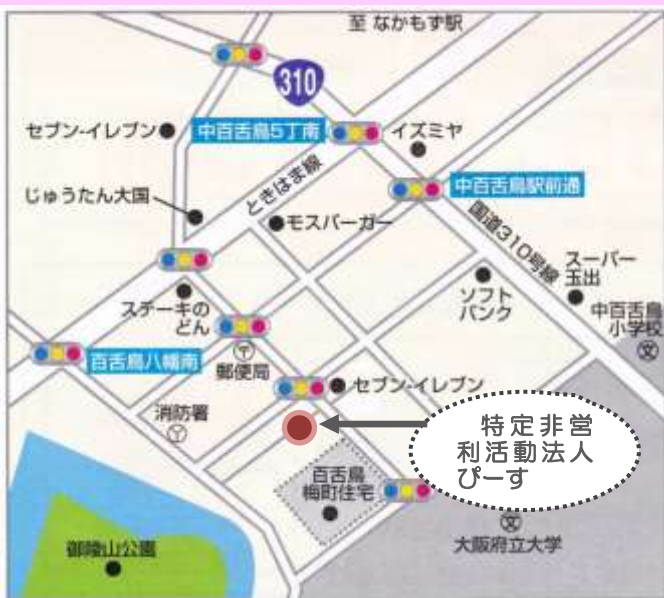 至 なかもず駅
310
セブン-イレブン
中百舌鳥5丁南
イズミヤ
中百舌鳥駅前通
じゅうたん大国
ときはま線
モスバーガー
国道310号線
スーパー
玉出
ソフト
バンク
中百舌鳥
小学校
文
ステーキの
どん
百舌鳥八幡南
〒
郵便局
セブン-イレブン
消防署
特定非営
利活動法人
ぴーす
百舌鳥
梅町住宅
文
大阪府立大学
御陵山公園